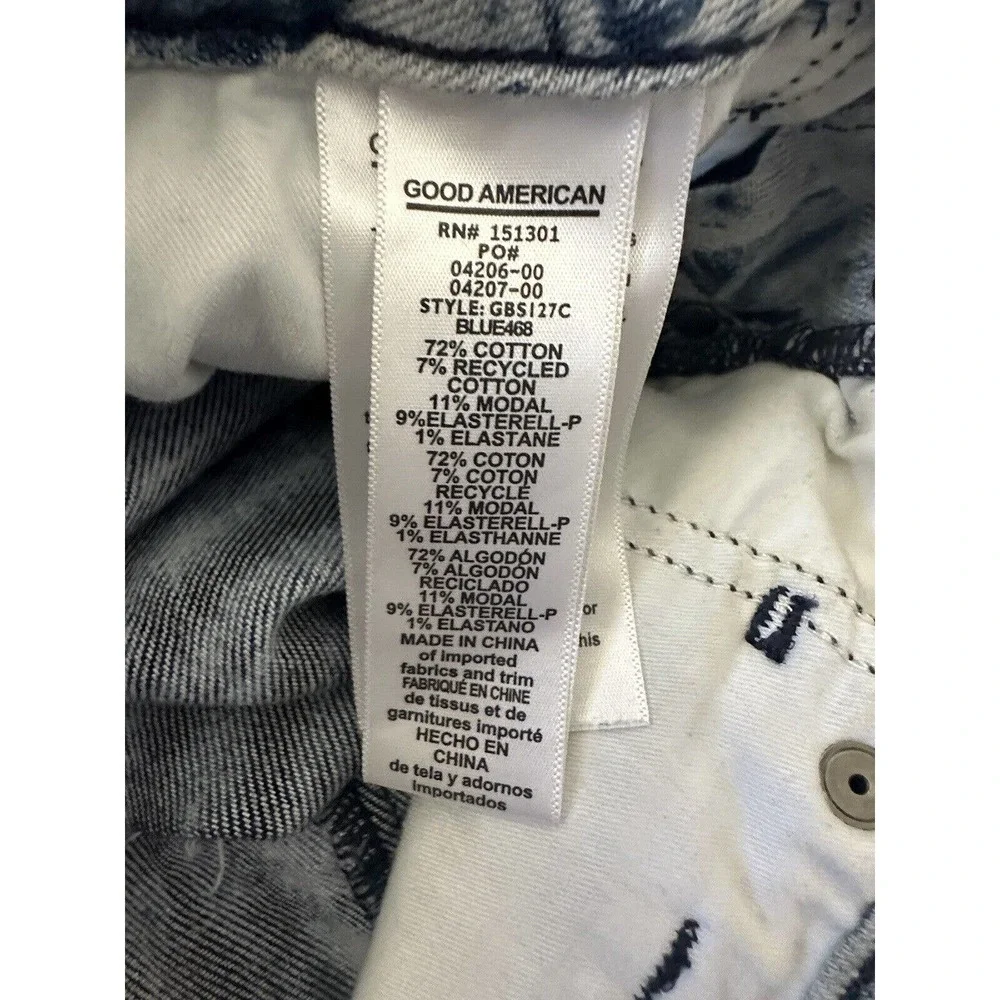 GOOD AMERICAN
RN# 151301
PO#
04206-00
04207-00
STYLE: GBS127C
BLUE468
72% COTTON
7% RECYCLED
COTTON
11% MODAL
9%ELASTERELL-P
1% ELASTANE
72% COTON
7% COTON
RECYCLÉ
11% MODAL
9% ELASTERELL-P
1% ELASTHANNE
72% ALGODÓN
7% ALGODÓN
RECICLADO
11% MODAL
9% ELASTERELL-P
1% ELASTANO
MADE IN CHINA
of imported
fabrics and trim
FABRIQUÉ EN CHINE
de tissus et de
garnitures importé
HECHO EN
CHINA
de tela y adornos
importados
or
his